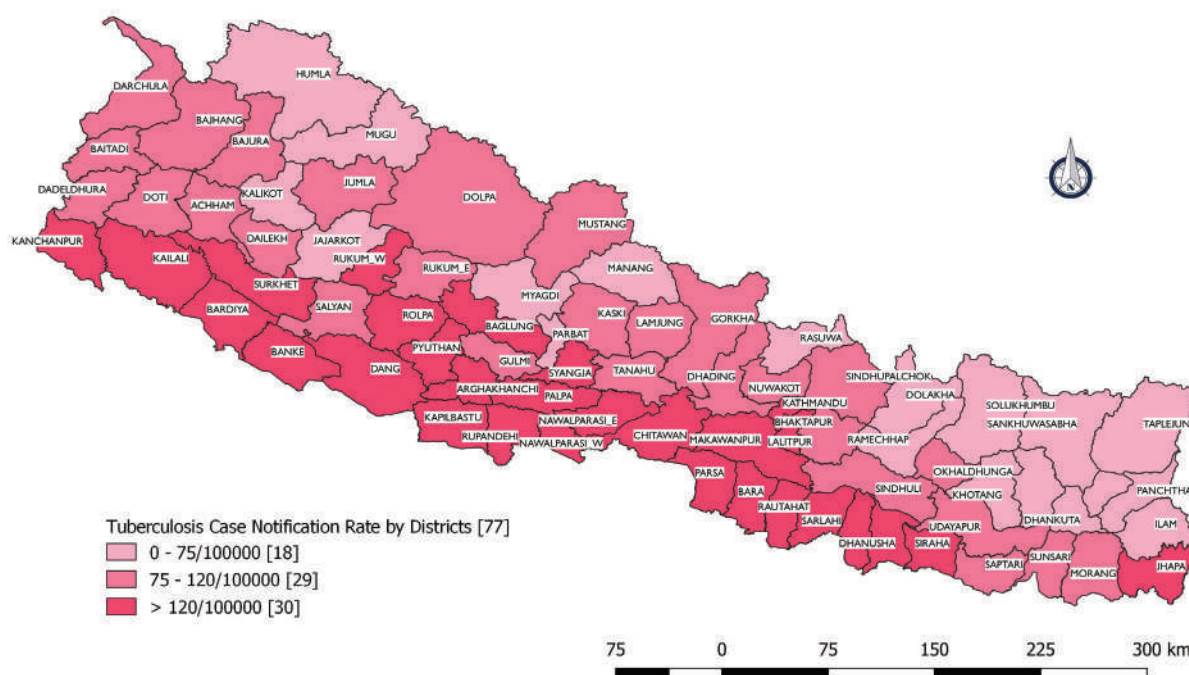 HUMLA
DARCHULA
BAJHANG
MUGU
BAJURA
BAITADI
JUMLA
DADELDHURA
DOTI
KALIKOT
DOLPA
ACHHAM
MUSTANG
KANCHANPUR
DAILEKH
JAJARKOT
KAILALI
RUKUM_W
RUKUM_E
MANANG
SURKHET
MYAGDI
SALYAN
BARDIYA
ROLPA
KASKI
LAMJUNG
GORKHA
BAGLUNG
PARBAT
RASUWA
BANKE
PYUTHAN
GULMI
DANG
SYANGJA
TANAHU
DHADING
NUWAKOT
SINDHUPALCHOK
ARGHAKHANCHI
PALPA
KATHMANDU
DOLAKHA
SOLUKHUMBU
KAPILBASTU
NAWALPARASI_E
BHAKTAPUR
SANKHUWASABHA
TAPLEJUN
RUPANDEHI
NAWALPARASI_W
CHITAWAN
MAKAWANPUR
LALITPUR
RAMECHHAP
PARSA
OKHALDHUNGA
SINDHULI
BARA
KHOTANG
PANCHTHA
RAUTAHAT
SARLAHI
DHANKUTA
UDAYAPUR
ILAM
DHANUSHA
SIRAHA
SAPTARI
SUNSARI
MORANG
JHAPA
N
Tuberculosis Case Notification Rate by Districts [77]
0 - 75/100000 [18]
75 - 120/100000 [29]
> 120/100000 [30]
75 0 75 150 225 300 km